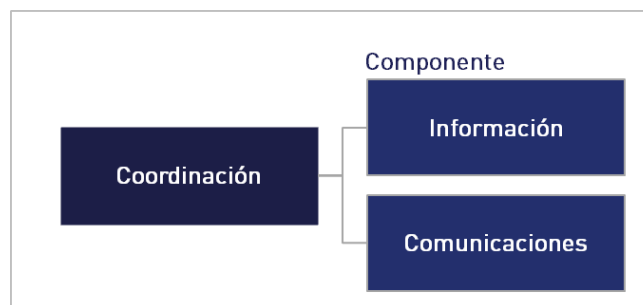 Componente
Información
Coordinación
Comunicaciones